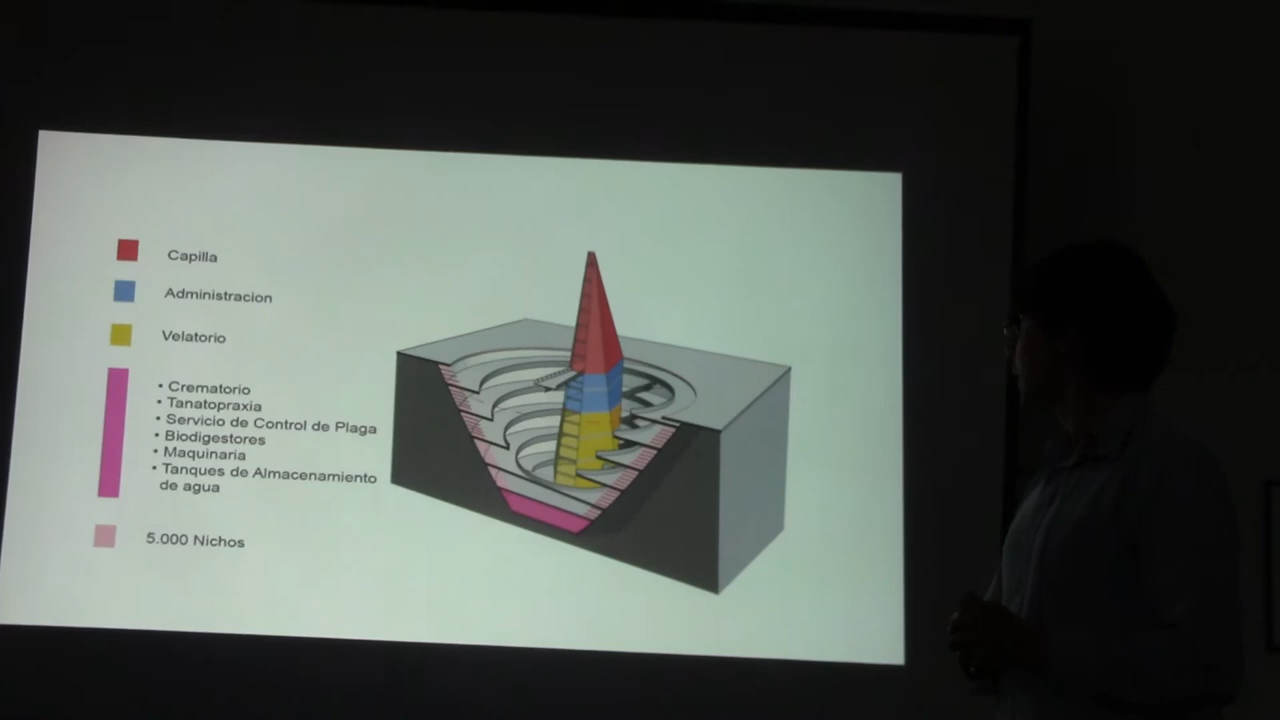 Capilla
Administracion
Velatorio
• Crematorio
• Tanatopraxia
• Servicio de Control de Plaga
• Biodigestores
• Maquinaria
• Tanques de Almacenamiento
de agua
5.000 Nichos